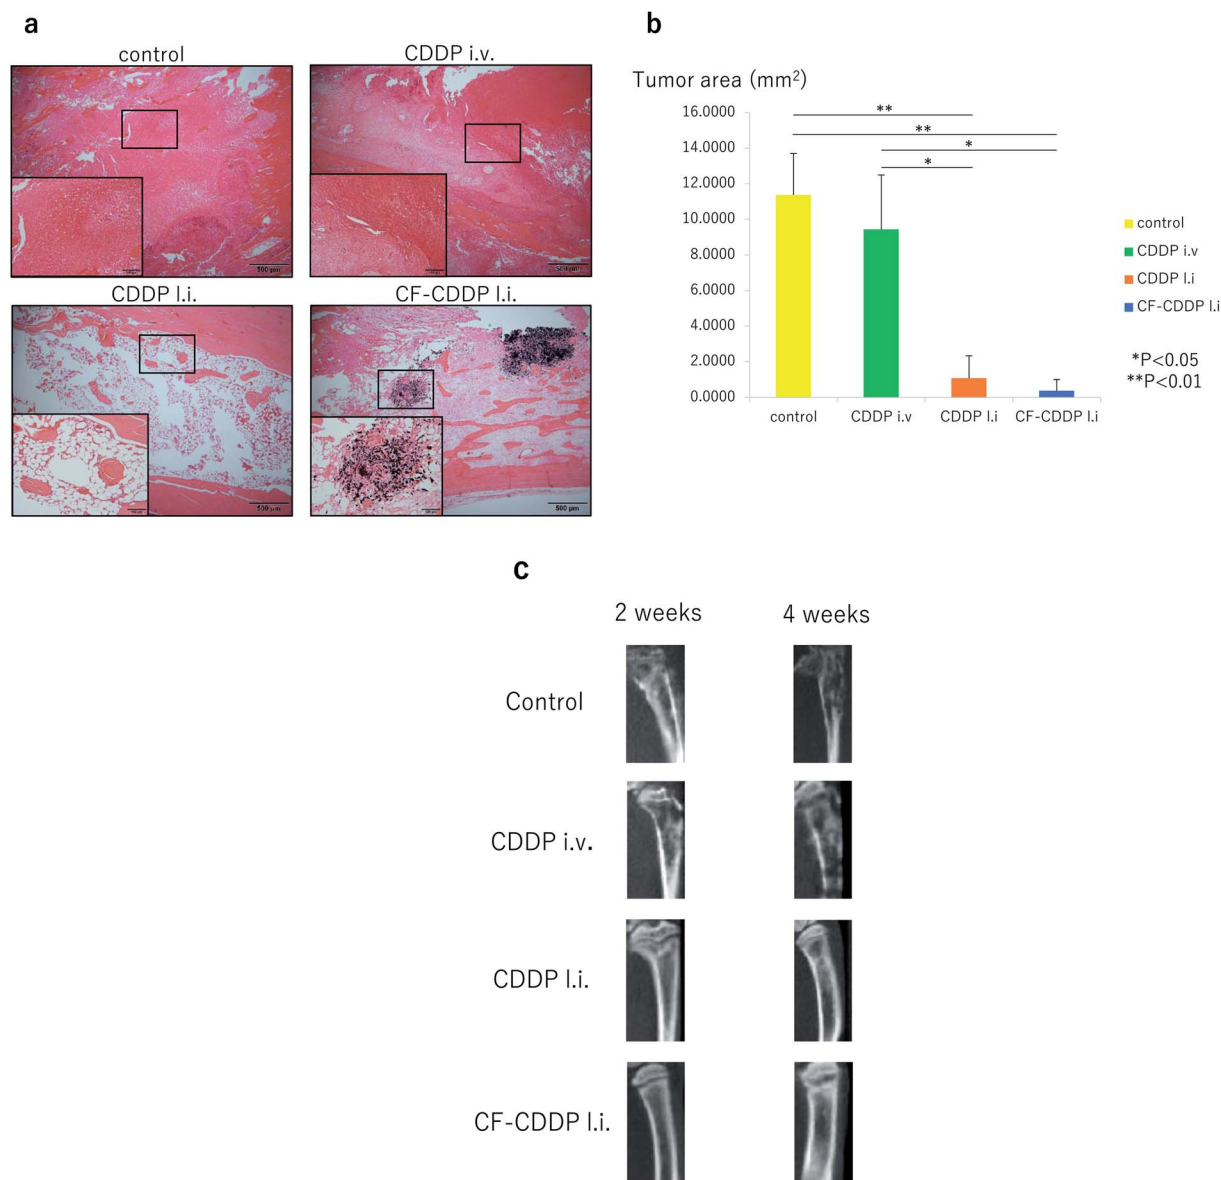 a
control
CDDP i.v.
500 µm
500 µm
CDDP l.i.
CF-CDDP l.i.
500 µm
500 µm
b
Tumor area (mm²)
16.0000
14.0000
12.0000
10.0000
8.0000
6.0000
4.0000
2.0000
0.0000
**
**
*
*
control
CDDP i.v
CDDP l.i
CF-CDDP l.i
control
CDDP i.v
CDDP l.i
CF-CDDP l.i
*P<0.05
**P<0.01
c
2 weeks
4 weeks
Control
CDDP i.v.
CDDP l.i.
CF-CDDP l.i.